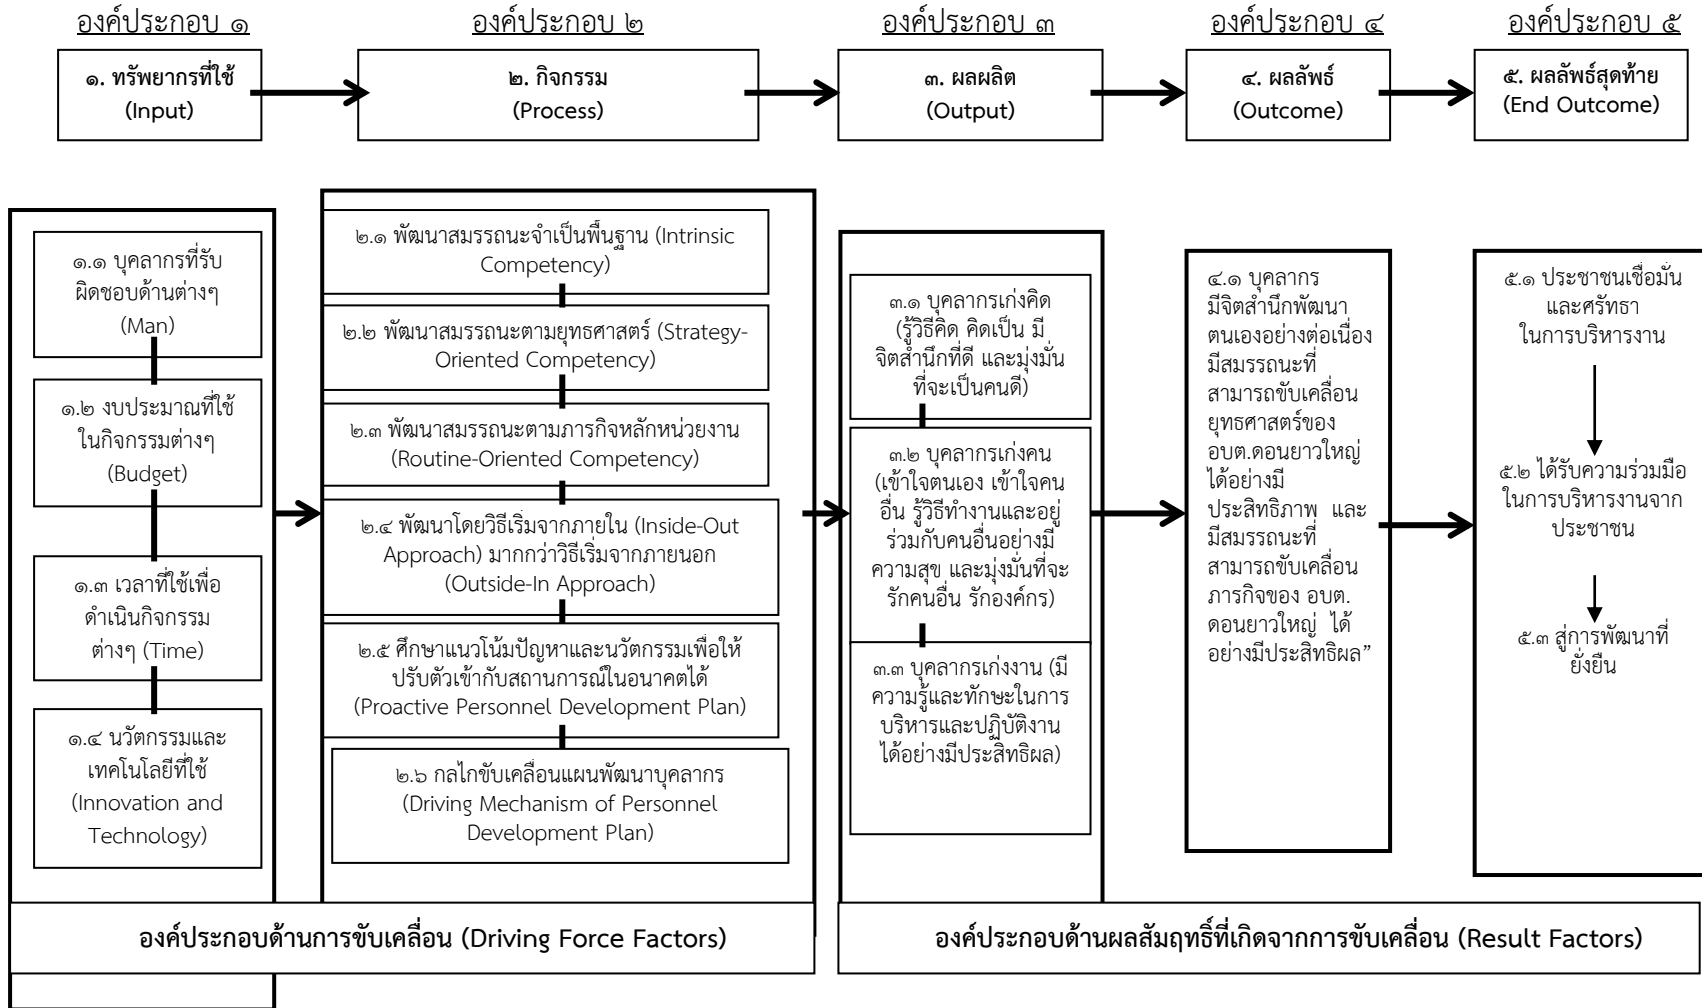 องค์ประกอบ ๑
องค์ประกอบ ๒
องค์ประกอบ ๓
องค์ประกอบ ๔
องค์ประกอบ ๕
๑. ทรัพยากรที่ใช้
(Input)
๒. กิจกรรม
(Process)
๓. ผลผลิต
(Output)
๔. ผลลัพธ์
(Outcome)
๕. ผลลัพธ์สุดท้าย
(End Outcome)
๑.๑ บุคลากรที่รับ
ผิดชอบด้านต่างๆ
(Man)
๑.๒ งบประมาณที่ใช้
ในกิจกรรมต่างๆ
(Budget)
๑.๓ เวลาที่ใช้เพื่อ
ดำเนินกิจกรรม
ต่างๆ (Time)
๑.๔ นวัตกรรมและ
เทคโนโลยีที่ใช้
(Innovation and
Technology)
๒.๑ พัฒนาสมรรถนะจำเป็นพื้นฐาน (Intrinsic
Competency)
๒.๒ พัฒนาสมรรถนะตามยุทธศาสตร์ (Strategy-
Oriented Competency)
๒.๓ พัฒนาสมรรถนะตามภารกิจหลักหน่วยงาน
(Routine-Oriented Competency)
๒.๔ พัฒนาโดยวิธีเริ่มจากภายใน (Inside-Out
Approach) มากกว่าวิธีเริ่มจากภายนอก
(Outside-In Approach)
๒.๕ ศึกษาแนวโน้มปัญหาและนวัตกรรมเพื่อให้
ปรับตัวเข้ากับสถานการณ์ในอนาคตได้
(Proactive Personnel Development Plan)
๒.๖ กลไกขับเคลื่อนแผนพัฒนาบุคลากร
(Driving Mechanism of Personnel
Development Plan)
๓.๑ บุคลากรเก่งคิด
(รู้วิธีคิด คิดเป็น มี
จิตสำนึกที่ดี และมุ่งมั่น
ที่จะเป็นคนดี)
๓.๒ บุคลากรเก่งคน
(เข้าใจตนเอง เข้าใจคน
อื่น รู้วิธีทำงานและอยู่
ร่วมกับคนอื่นอย่างมี
ความสุข และมุ่งมั่นที่จะ
รักคนอื่น รักองค์กร)
๓.๓ บุคลากรเก่งงาน (มี
ความรู้และทักษะในการ
บริหารและปฏิบัติงาน
ได้อย่างมีประสิทธิผล)
๔.๑ บุคลากร
มีจิตสำนึกพัฒนา
ตนเองอย่างต่อเนื่อง
มีสมรรถนะที่
สามารถขับเคลื่อน
ยุทธศาสตร์ของ
อบต.ดอนยาวใหญ่
ได้อย่างมี
ประสิทธิภาพ และ
มีสมรรถนะที่
สามารถขับเคลื่อน
ภารกิจของ อบต.
ดอนยาวใหญ่ ได้
อย่างมีประสิทธิผล”
๕.๑ ประชาชนเชื่อมั่น
และศรัทธา
ในการบริหารงาน
๕.๒ ได้รับความร่วมมือ
ในการบริหารงานจาก
ประชาชน
๕.๓ สู่การพัฒนาที่
ยั่งยืน
องค์ประกอบด้านการขับเคลื่อน (Driving Force Factors)
องค์ประกอบด้านผลสัมฤทธิ์ที่เกิดจากการขับเคลื่อน (Result Factors)